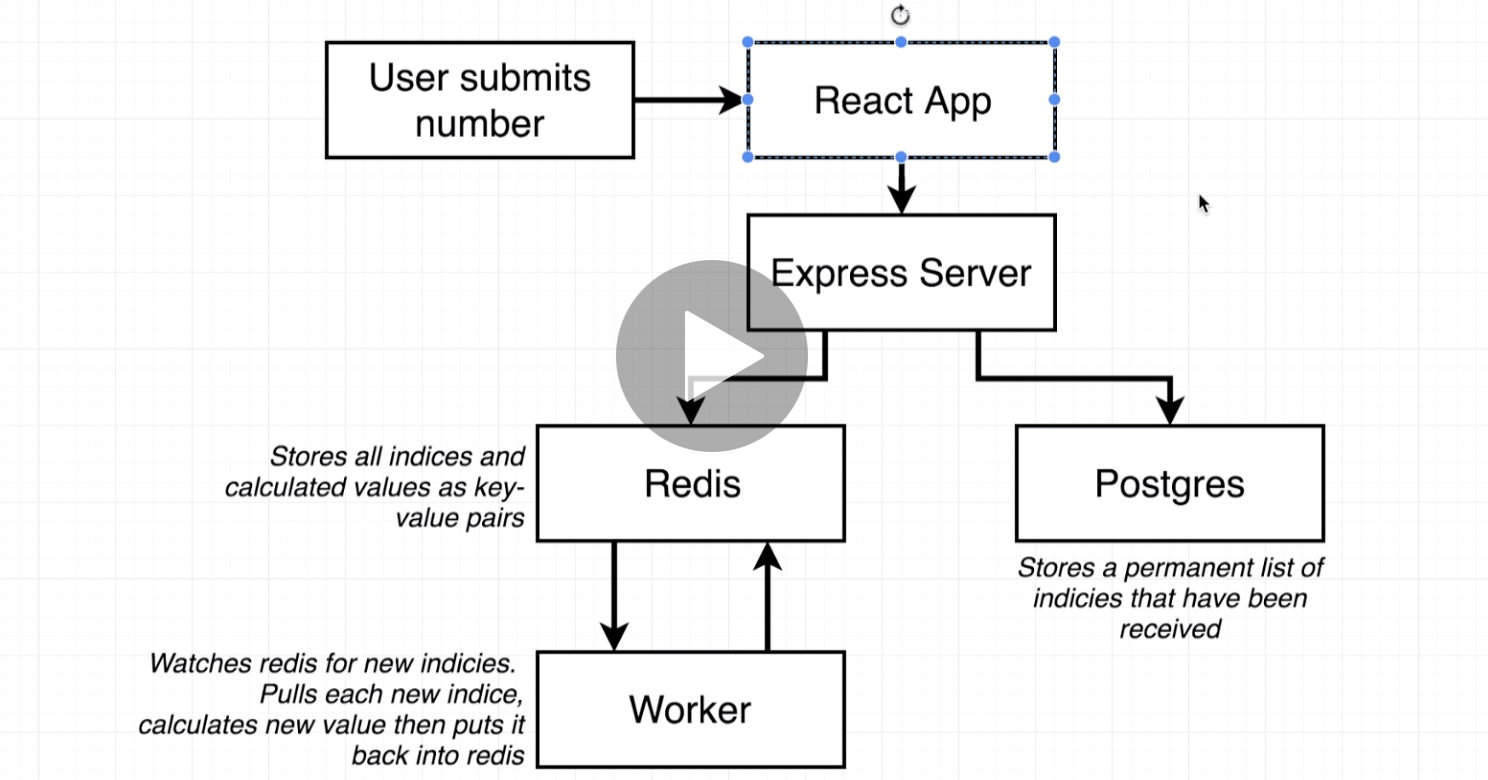 User submits
number
React App
Express Server
Stores all indices and
calculated values as key-
value pairs
Redis
Postgres
Stores a permanent list of
indicies that have been
received
Watches redis for new indicies.
Pulls each new indice,
calculates new value then puts it
back into redis
Worker